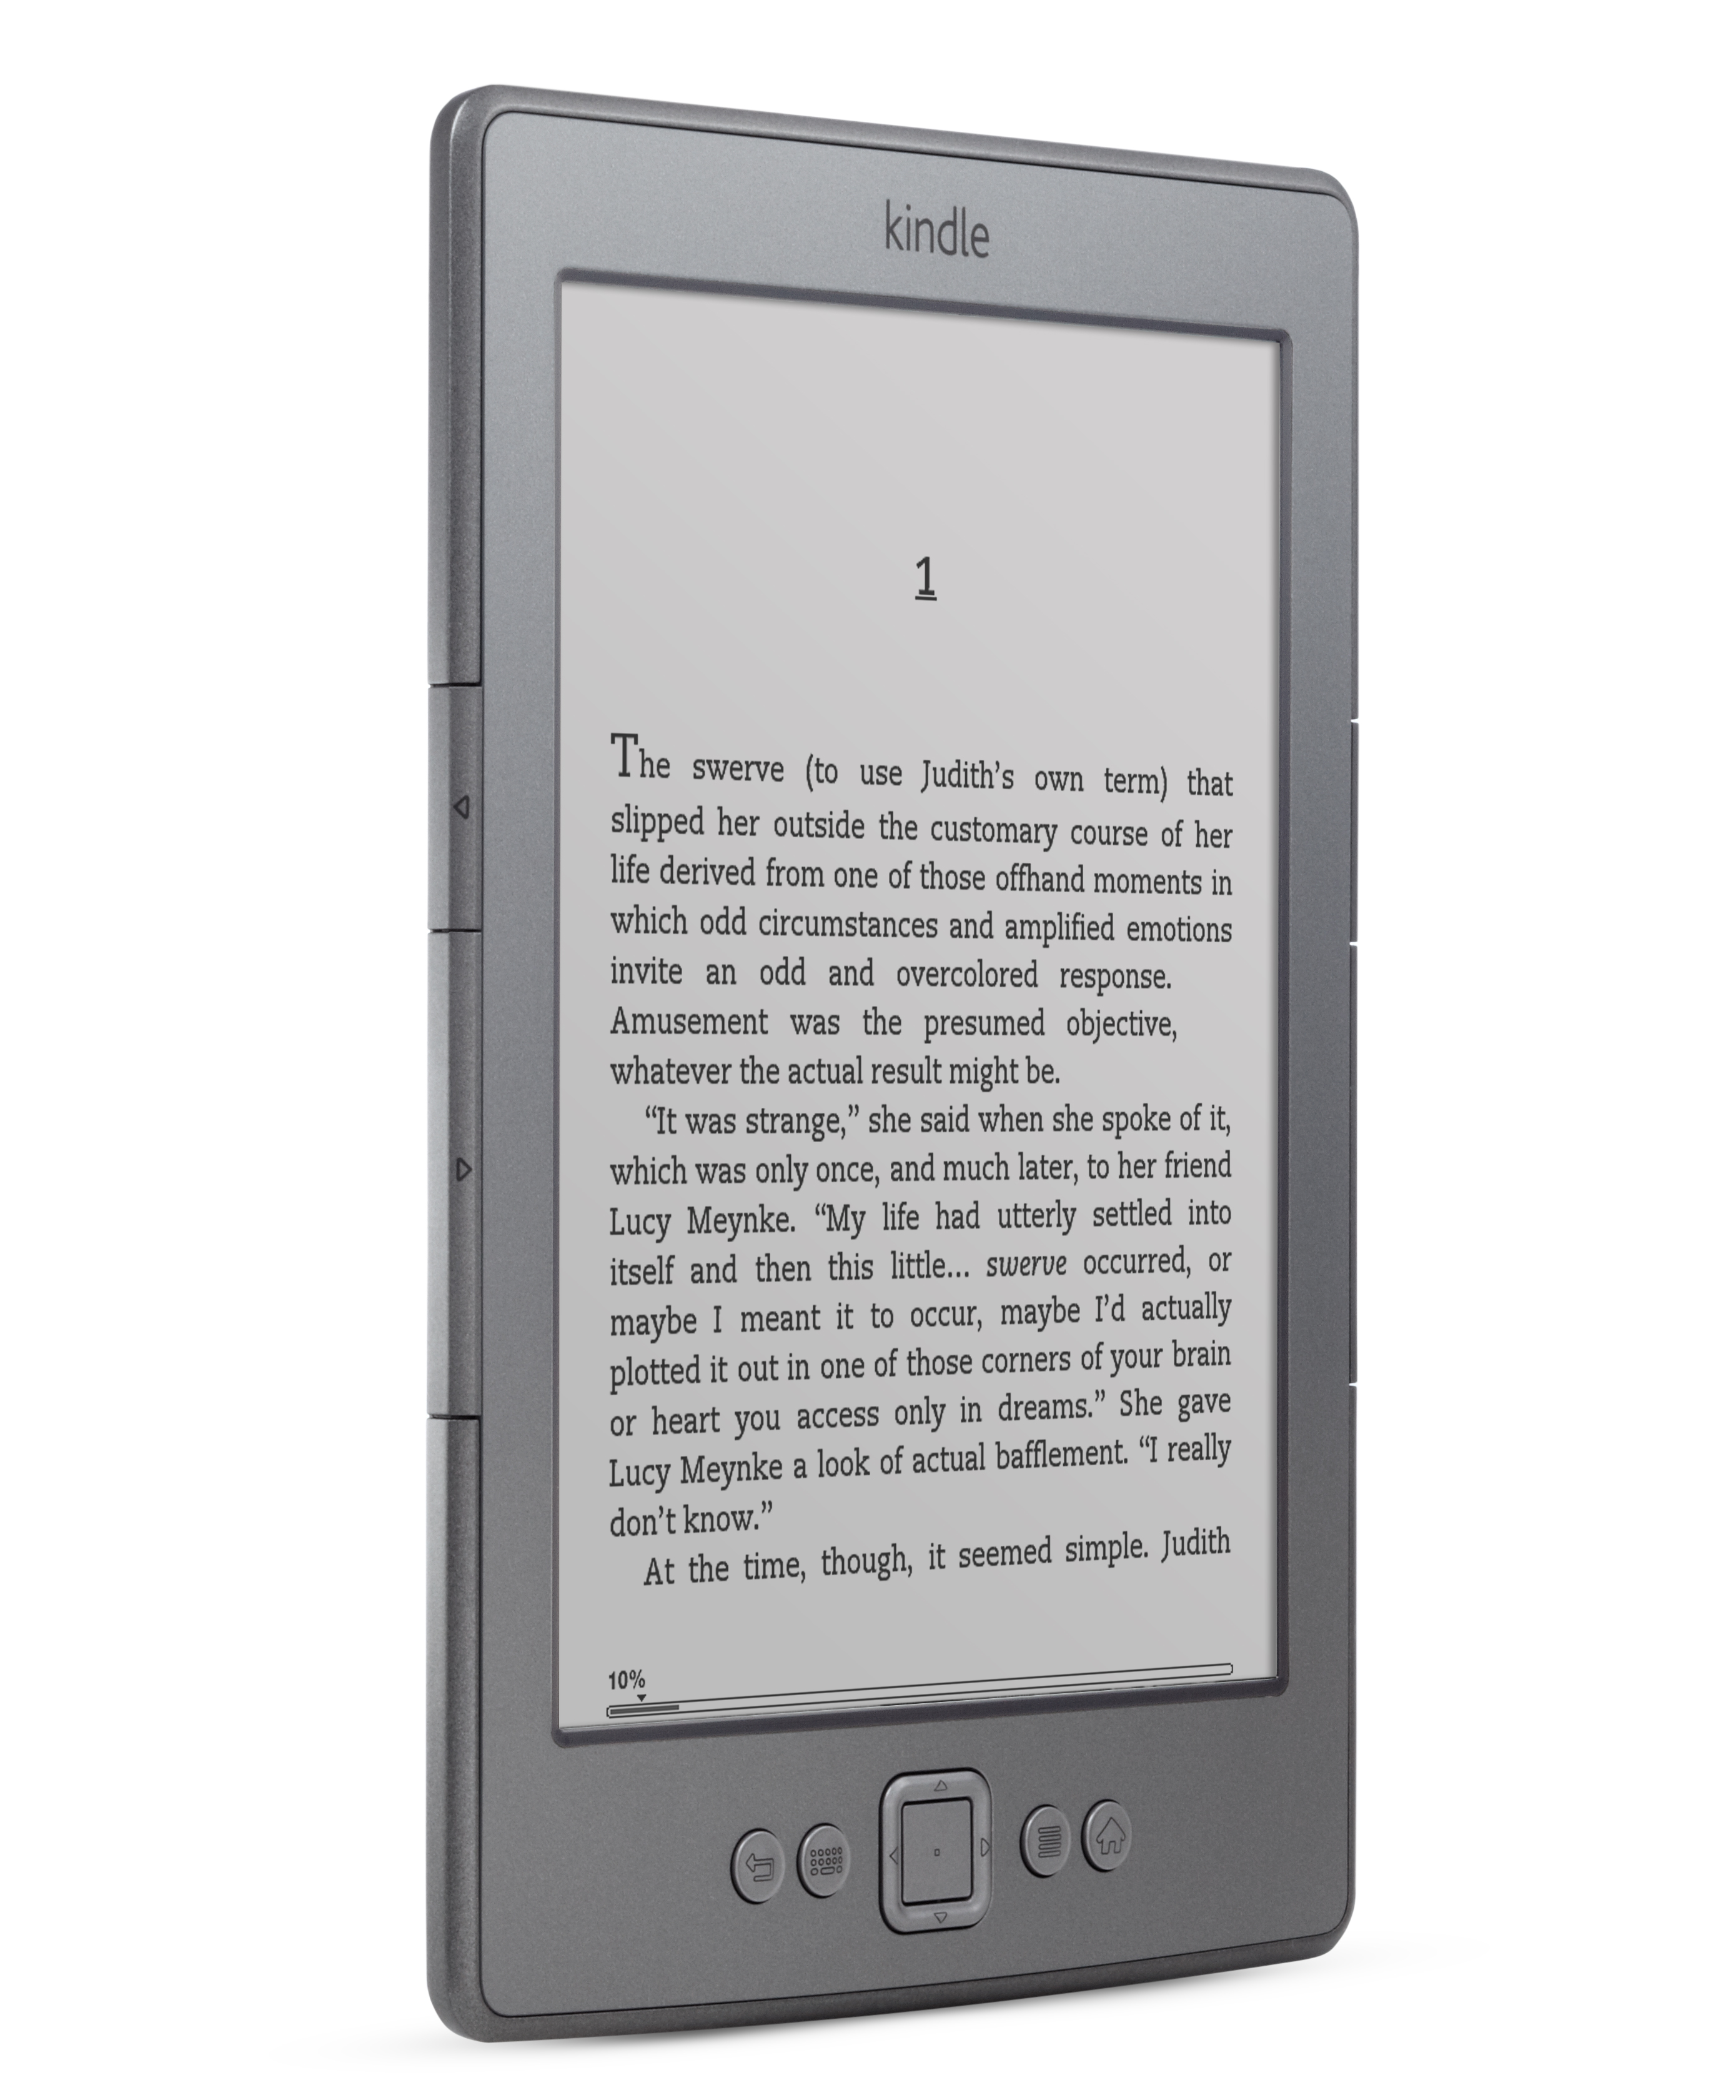 kindle
1
The swerve (to use Judith’s own term) that
slipped her outside the customary course of her
life derived from one of those offhand moments in
which odd circumstances and amplified emotions
invite an odd and overcolored response.
Amusement was the presumed objective,
whatever the actual result might be.
“It was strange,” she said when she spoke of it,
which was only once, and much later, to her friend
Lucy Meynke. “My life had utterly settled into
itself and then this little... swerve occurred, or
maybe I meant it to occur, maybe I’d actually
plotted it out in one of those corners of your brain
or heart you access only in dreams.” She gave
Lucy Meynke a look of actual bafflement. “I really
don’t know.”
At the time, though, it seemed simple. Judith
10%